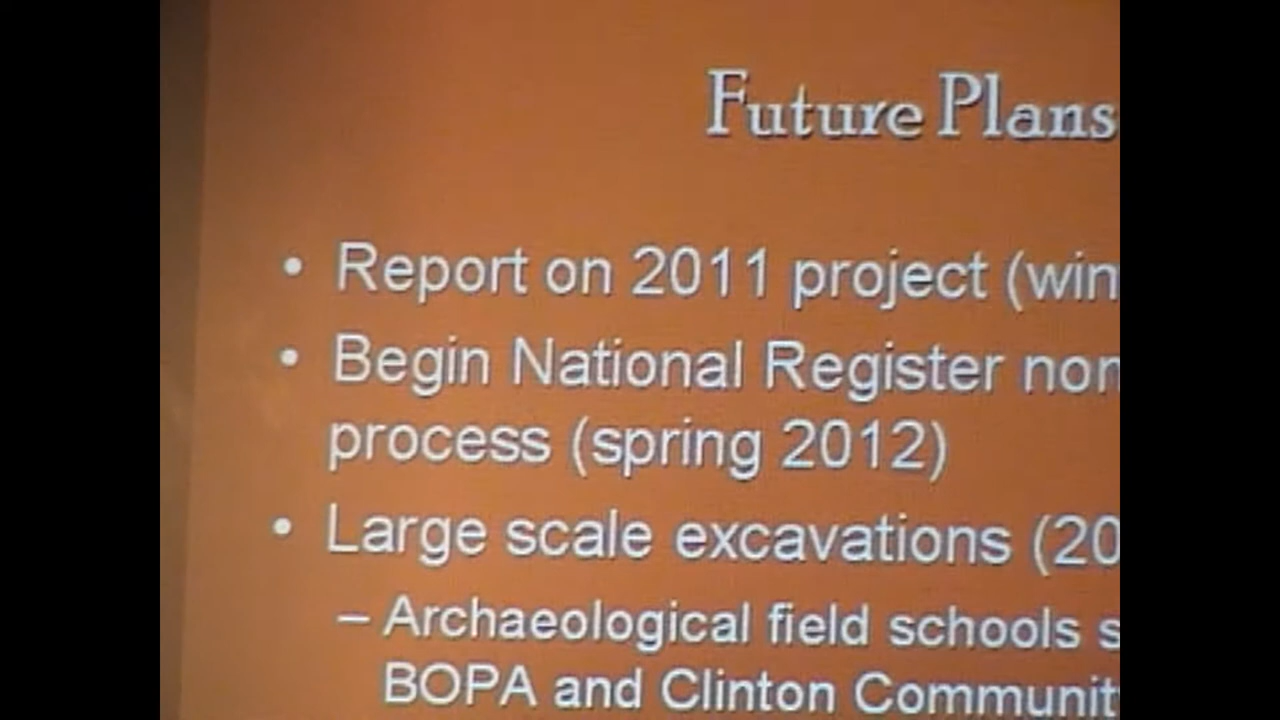 Future Plans
• Report on 2011 project (win
• Begin National Register nom
process (spring 2012)
• Large scale excavations (20
– Archaeological field schools s
BOPA and Clinton Communit